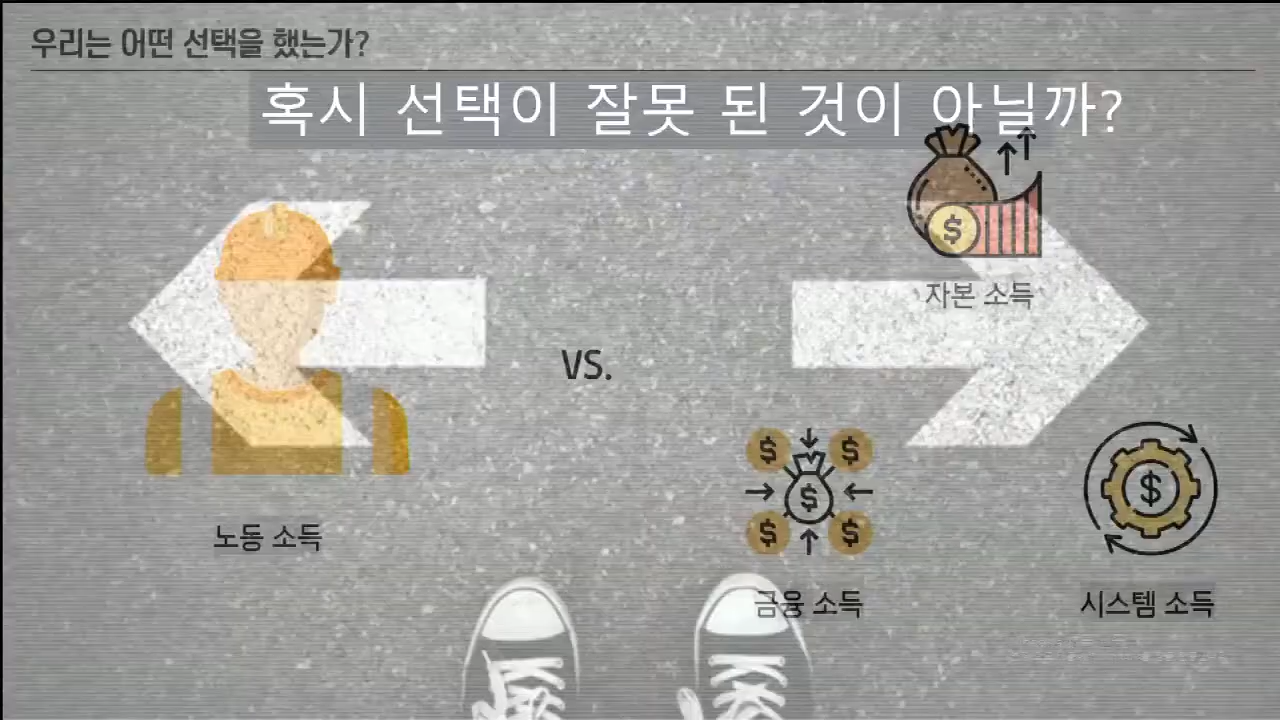 우리는 어떤 선택을 했는가?
혹시 선택이 잘못 된 것이 아닐까?
$
자본 소득
VS.
$ $
$
$ $
$
노동 소득
금융 소득
시스템 소득